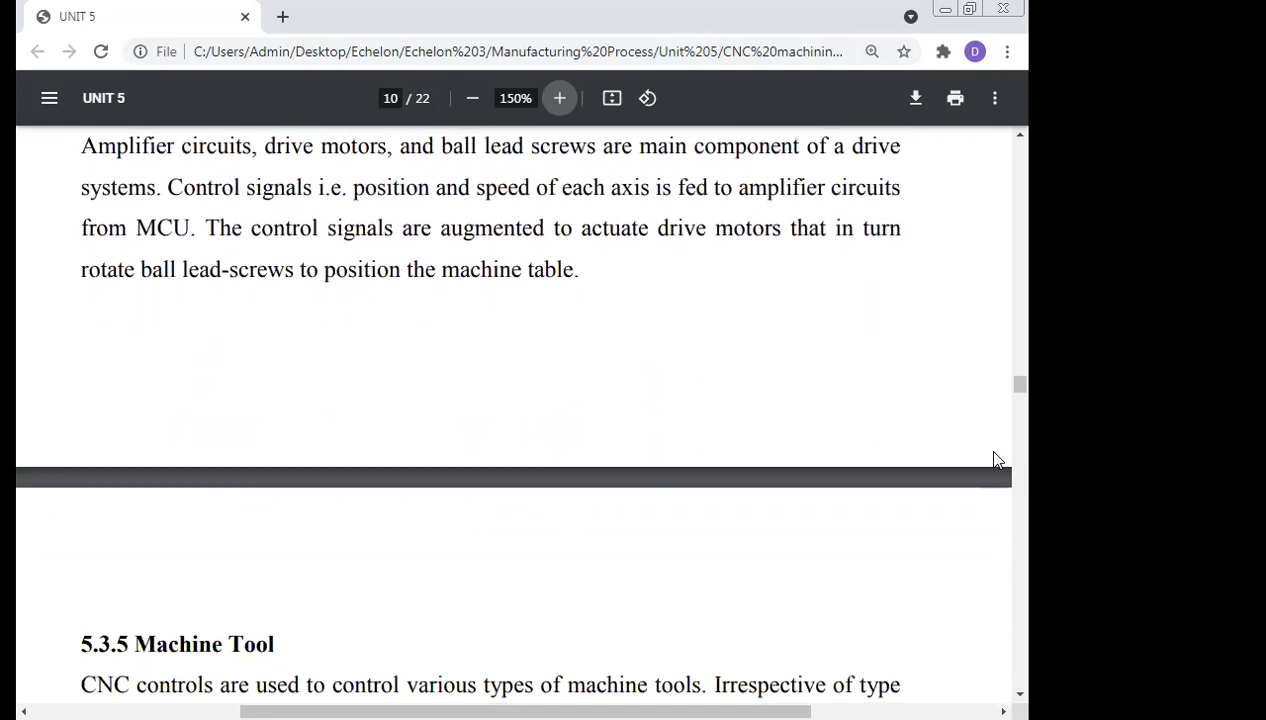 UNIT 5
File
C:/Users/Admin/Desktop/Echelon/Echelon%203/Manufacturing%20Process/Unit%205/CNC%20machinin...
D
UNIT 5
10 / 22
150%
Amplifier circuits, drive motors, and ball lead screws are main component of a drive
systems. Control signals i.e. position and speed of each axis is fed to amplifier circuits
from MCU. The control signals are augmented to actuate drive motors that in turn
rotate ball lead-screws to position the machine table.
5.3.5 Machine Tool
CNC controls are used to control various types of machine tools. Irrespective of type